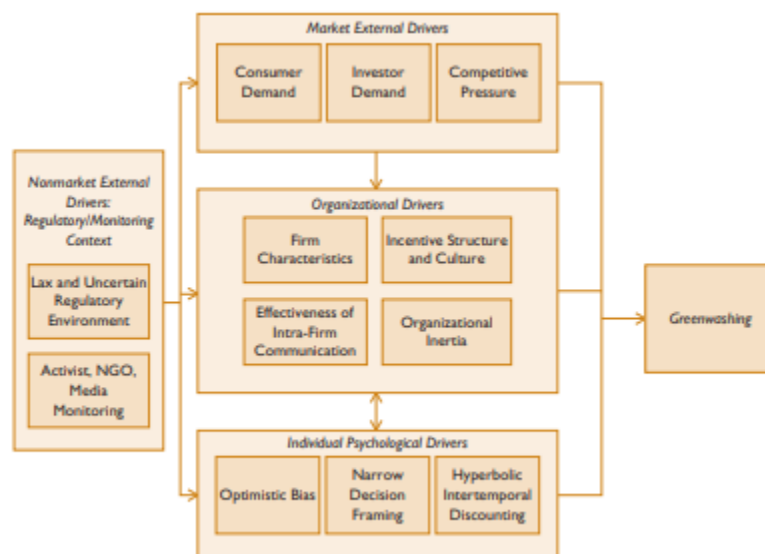 Market External Drivers
Consumer
Demand
Investor
Demand
Competitive
Pressure
Nonmarket External
Drivers:
Regulatory/Monitoring
Context
Lax and Uncertain
Regulatory
Environment
Activist, NGO,
Media
Monitoring
Organizational Drivers
Firm
Characteristics
Incentive Structure
and Culture
Effectiveness of
Intra-Firm
Communication
Organizational
Inertia
Individual Psychological Drivers
Optimistic Bias
Narrow
Decision
Framing
Hyperbolic
Intertemporal
Discounting
Greenwashing